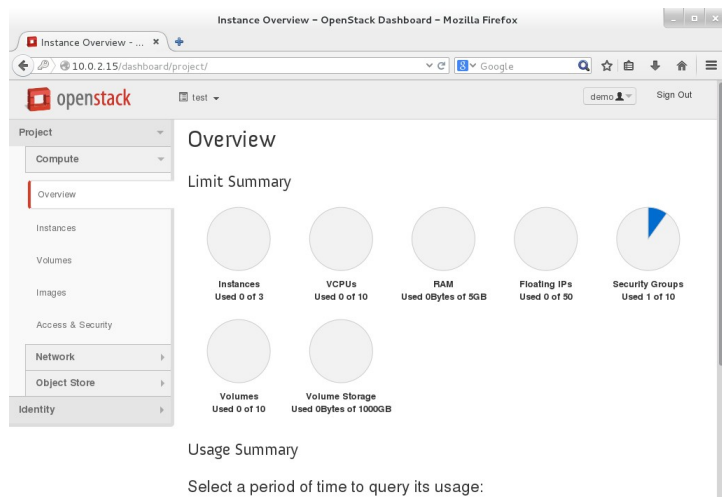 Instance Overview - OpenStack Dashboard - Mozilla Firefox
Instance Overview - ...
10.0.2.15/dashboard/project/
Google
openstack
test
demo
Sign Out
Project
Compute
Overview
Instances
Volumes
Images
Access & Security
Network
Object Store
Identity
Overview
Limit Summary
Instances
Used 0 of 3
VCPUs
Used 0 of 10
RAM
Used 0Bytes of 5GB
Floating IPs
Used 0 of 50
Security Groups
Used 1 of 10
Volumes
Used 0 of 10
Volume Storage
Used 0Bytes of 1000GB
Usage Summary
Select a period of time to query its usage: